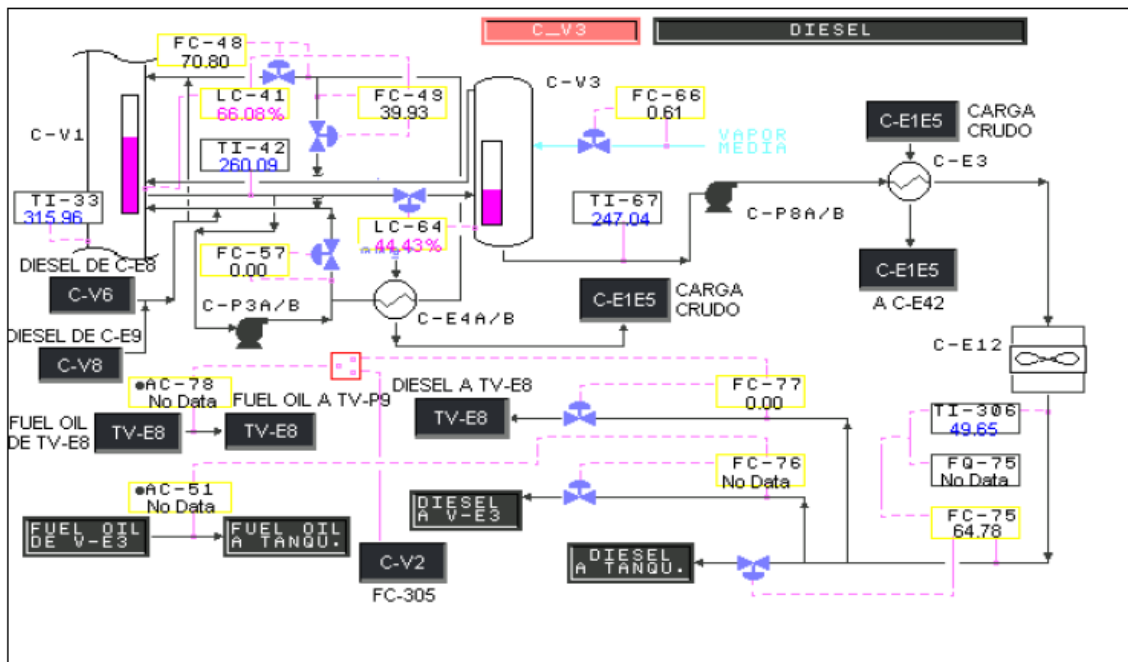 C_V3
DIESEL
FC-48
70.80
LC-41
66.08%
FC-49
39.93
C-V3
FC-66
0.61
C-E1E5
CARGA
CRUDO
C-V1
TI-42
260.09
VAPOR
MEDIA
C-E3
TI-33
315.96
TI-67
247.04
C-P8A/B
LC-64
44.43%
FC-57
0.00
DIESEL DE C-E8
C-V6
C-P3A/B
C-E4A/B
C-E1E5
CARGA
CRUDO
C-E1E5
A C-E42
DIESEL DE C-E9
C-V8
C-E12
AC-78
No Data
DIESEL A TV-E8
FC-77
0.00
FUEL OIL A TV-P9
FUEL OIL
DE TV-E8
TV-E8
TV-E8
TV-E8
TI-306
49.65
FC-76
No Data
FQ-75
No Data
AC-51
No Data
DIESEL
A V-E3
FC-75
64.78
FUEL OIL
DE V-E3
FUEL OIL
A TANQU.
C-V2
FC-305
DIESEL
A TANQU.